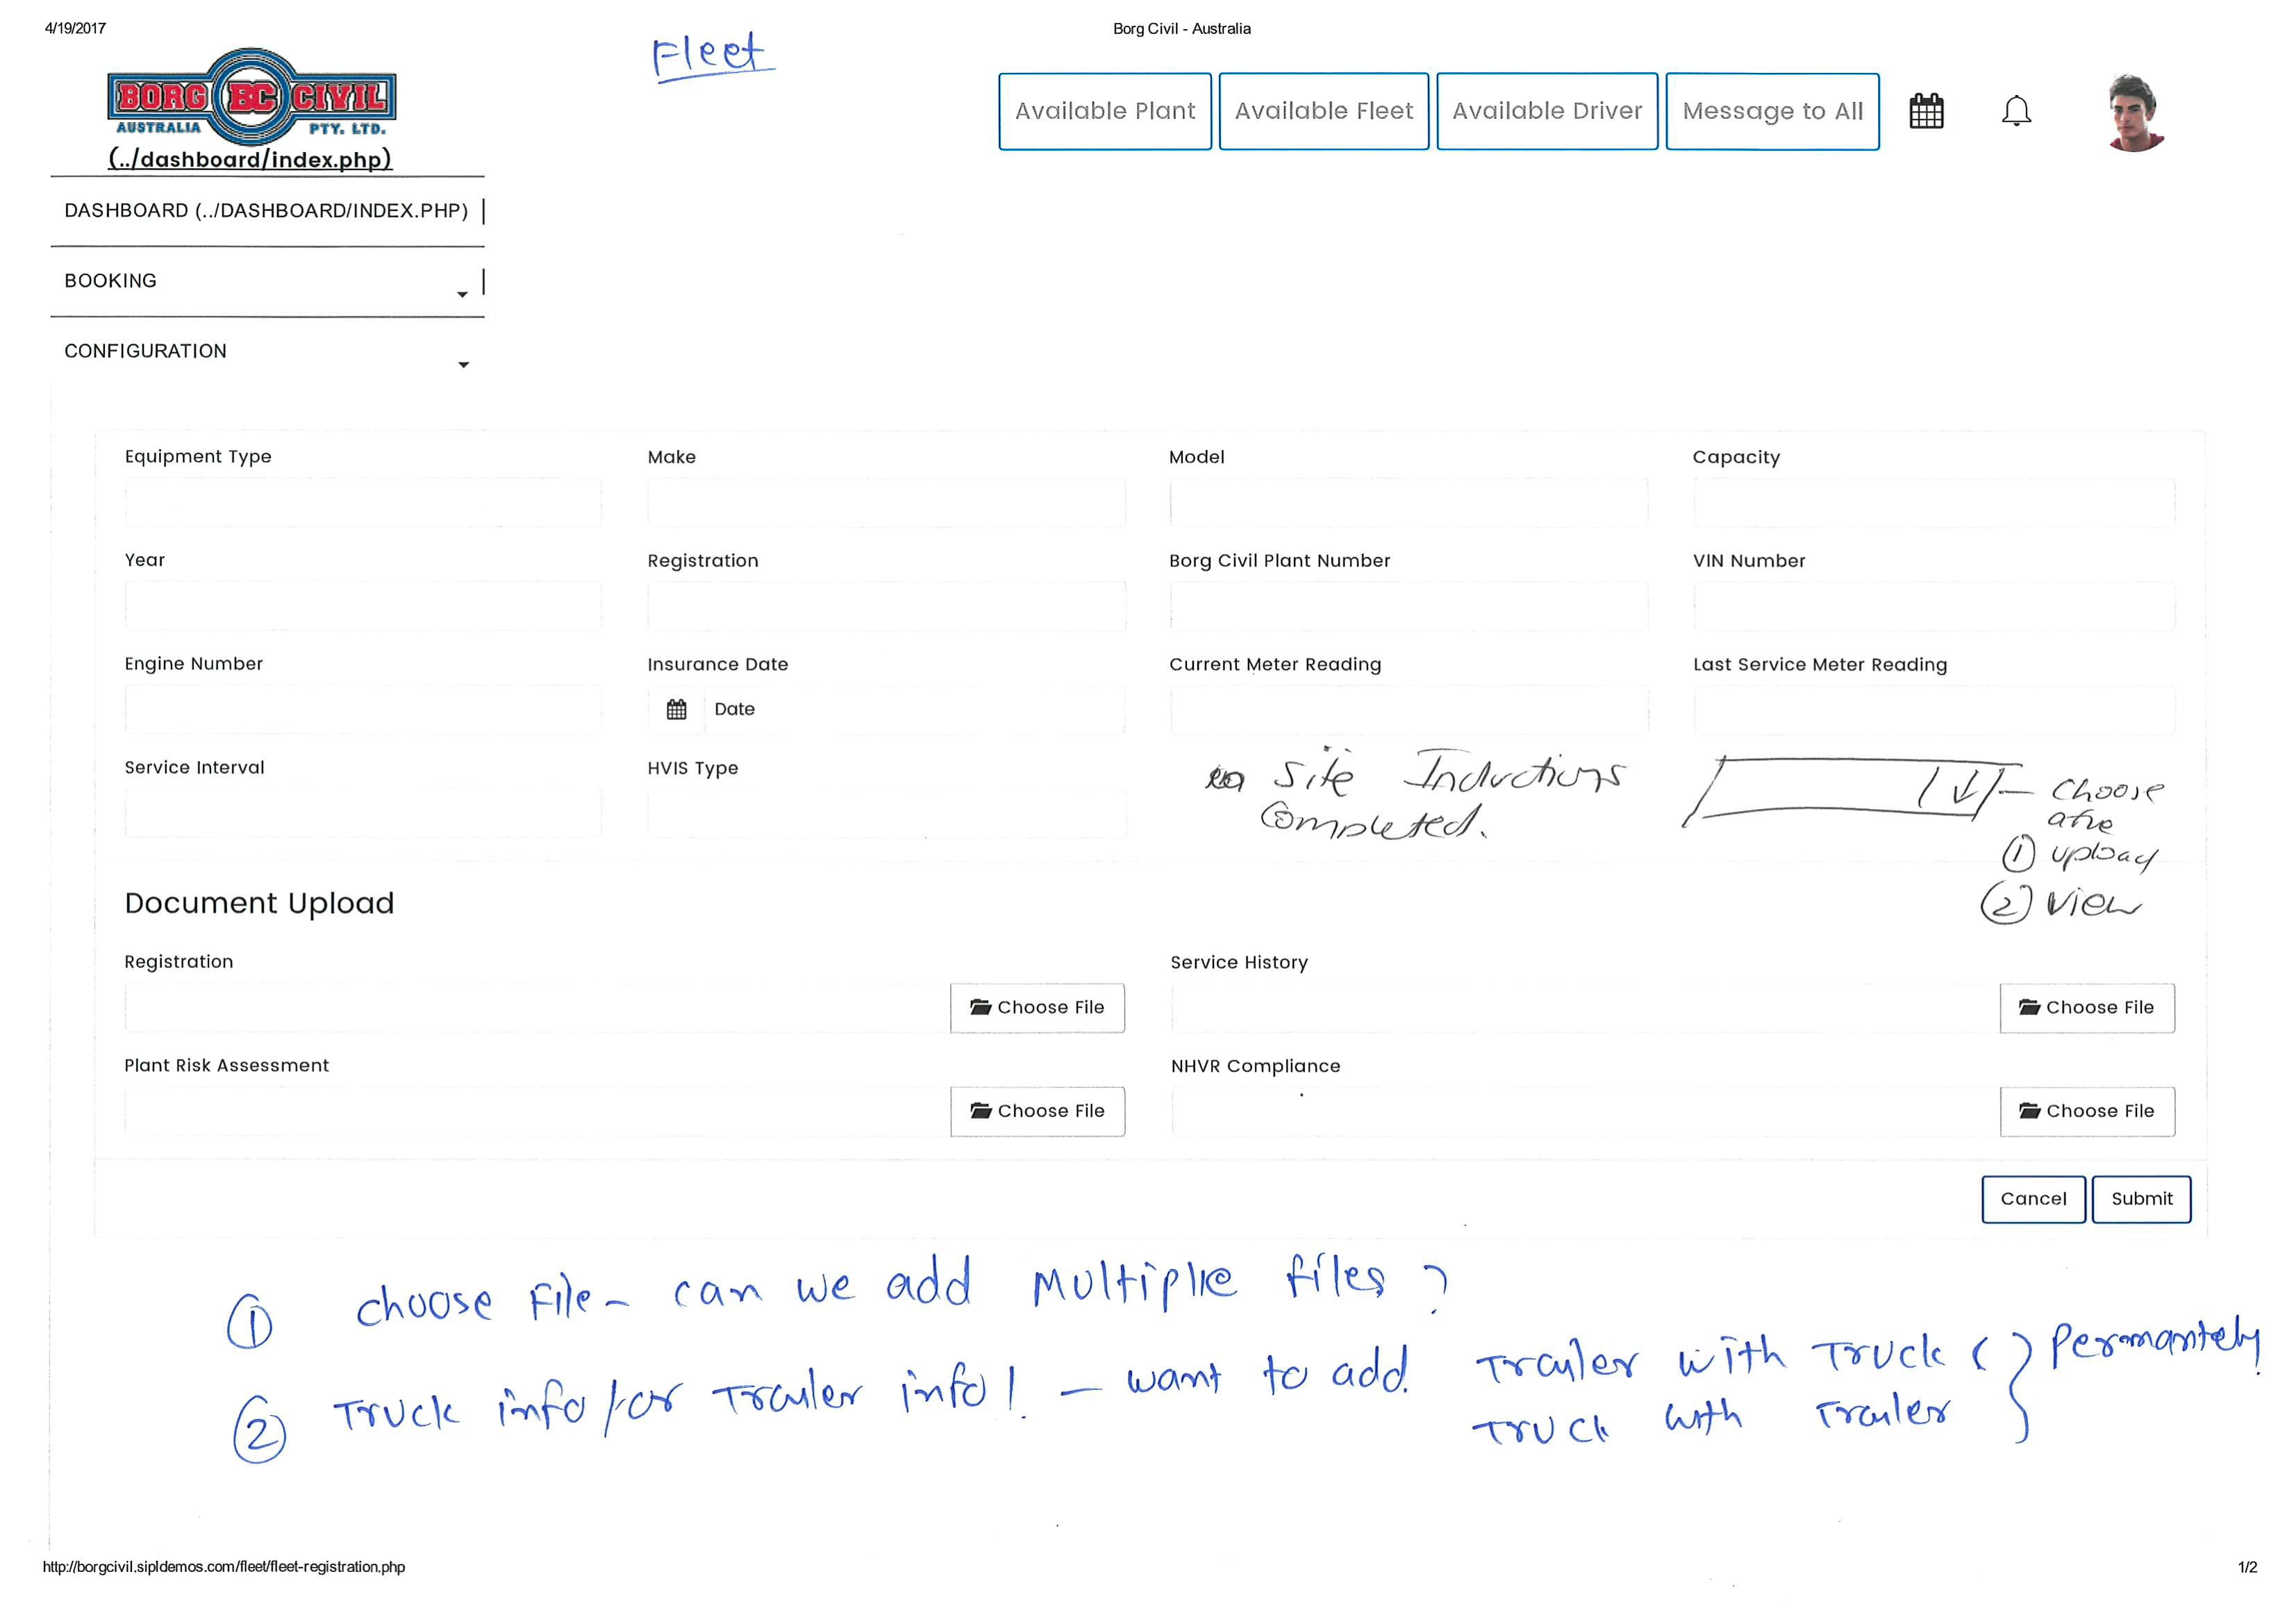 4/19/2017
Borg Civil - Australia
Fleet
BORG BC CIVIL
AUSTRALIA PTY. LTD.
(../dashboard/index.php)
Available Plant Available Fleet Available Driver Message to All
DASHBOARD (../DASHBOARD/INDEX.PHP)
BOOKING
CONFIGURATION
Equipment Type Make Model Capacity
Year Registration Borg Civil Plant Number VIN Number
Engine Number Insurance Date Current Meter Reading Last Service Meter Reading
Date
Service Interval HVIS Type
Site Inductions
Completed.
Choose
① upload
② view
Document Upload
Registration Service History
Choose File Choose File
Plant Risk Assessment NHVR Compliance
Choose File Choose File
Cancel Submit
① choose File - can we add Multiple files ?
② Truck info / or Trailer info! - want to add. Trailer with Truck ( } Permantely
Truck with Trailer
http://borgcivil.sipldemos.com/fleet/fleet-registration.php
1/2